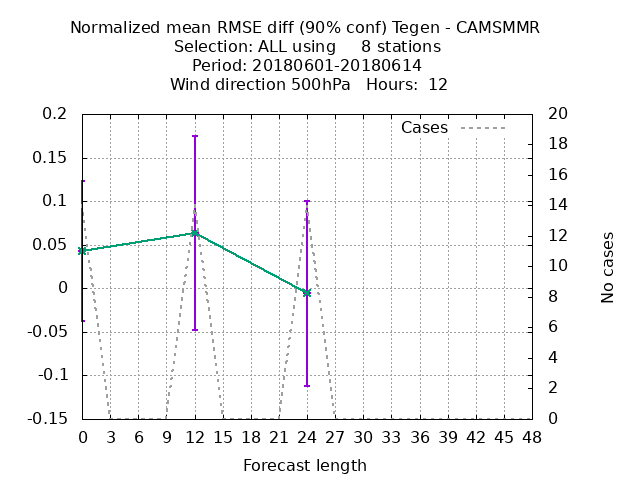 Normalized mean RMSE diff (90% conf) Tegen - CAMSMMR
Selection: ALL using 8 stations
Period: 20180601-20180614
Wind direction 500hPa Hours: 12
Cases
0.2
0.15
0.1
0.05
0
-0.05
-0.1
-0.15
20
18
16
14
12
10
8
6
4
2
0
No cases
0 3 6 9 12 15 18 21 24 27 30 33 36 39 42 45 48
Forecast length